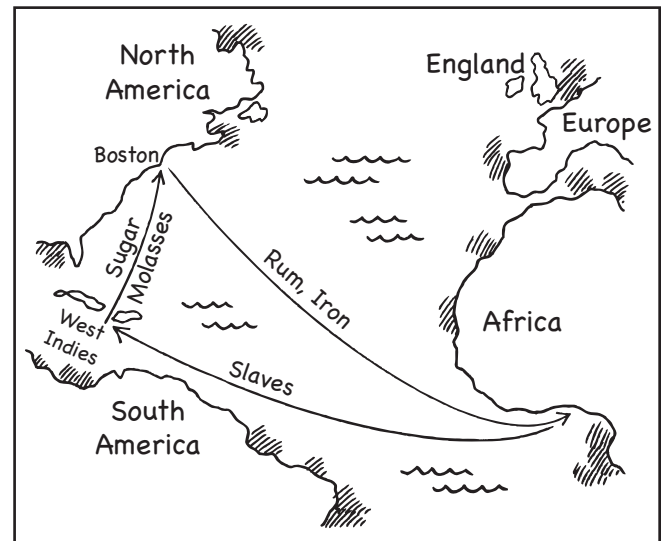 North
America
England
Europe
Boston
Sugar
Molasses
Rum, Iron
Africa
West
Indies
Slaves
South
America